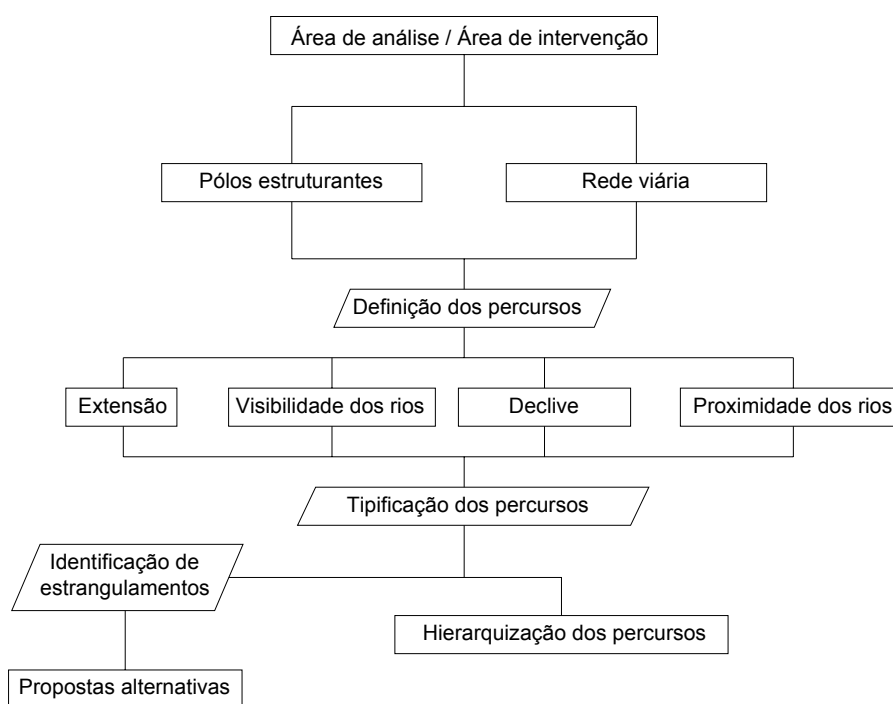 Área de análise / Área de intervenção
Pólos estruturantes
Rede viária
Definição dos percursos
Extensão
Visibilidade dos rios
Declive
Proximidade dos rios
Tipificação dos percursos
Identificação de
estrangulamentos
Hierarquização dos percursos
Propostas alternativas